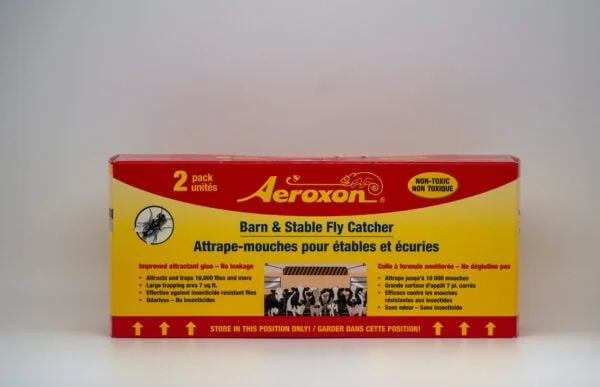 2 pack
unités
Aeroxon®
NON-TOXIC
NON TOXIQUE
Barn & Stable Fly Catcher
Attrape-mouches pour étables et écuries
Improved attractant glue – No leakage
• Attracts and traps 10,000 flies and more
• Large trapping area 7 sq.ft.
• Effective against insecticide resistant flies
• Odorless – No insecticides
Colle à formule améliorée – Ne déglutine pas
• Attrape jusqu'à 10 000 mouches
• Grande surface d'appât 7 pi. carrés
• Efficace contre les mouches
résistantes aux insectides
• Sans odeur – Sans insecticide
STORE IN THIS POSITION ONLY! / GARDER DANS CETTE POSITION!